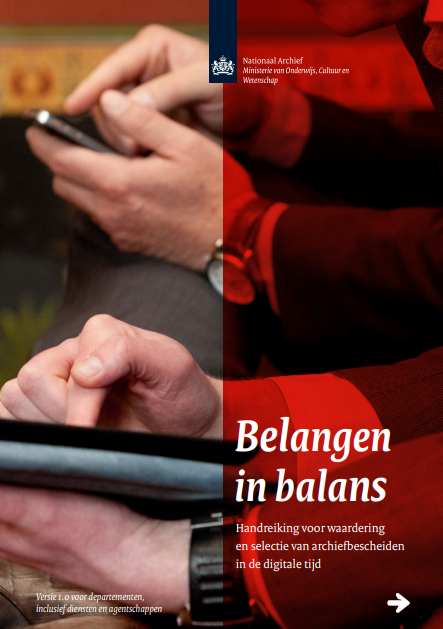 Nationaal Archief
Ministerie van Onderwijs, Cultuur en
Wetenschap
Belangen
in balans
Handreiking voor waardering
en selectie van archiefbescheiden
in de digitale tijd
Versie 1.0 voor departementen,
inclusief diensten en agentschappen